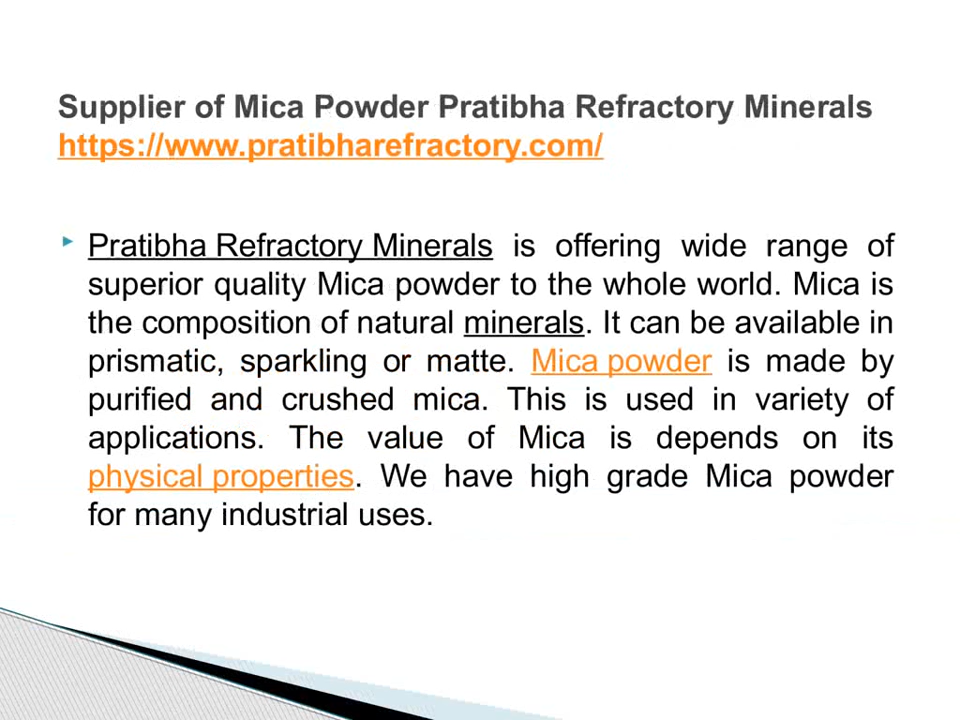 Supplier of Mica Powder Pratibha Refractory Minerals
https://www.pratibharefractory.com/
Pratibha Refractory Minerals is offering wide range of
superior quality Mica powder to the whole world. Mica is
the composition of natural minerals. It can be available in
prismatic, sparkling or matte. Mica powder is made by
purified and crushed mica. This is used in variety of
applications. The value of Mica is depends on its
physical properties. We have high grade Mica powder
for many industrial uses.